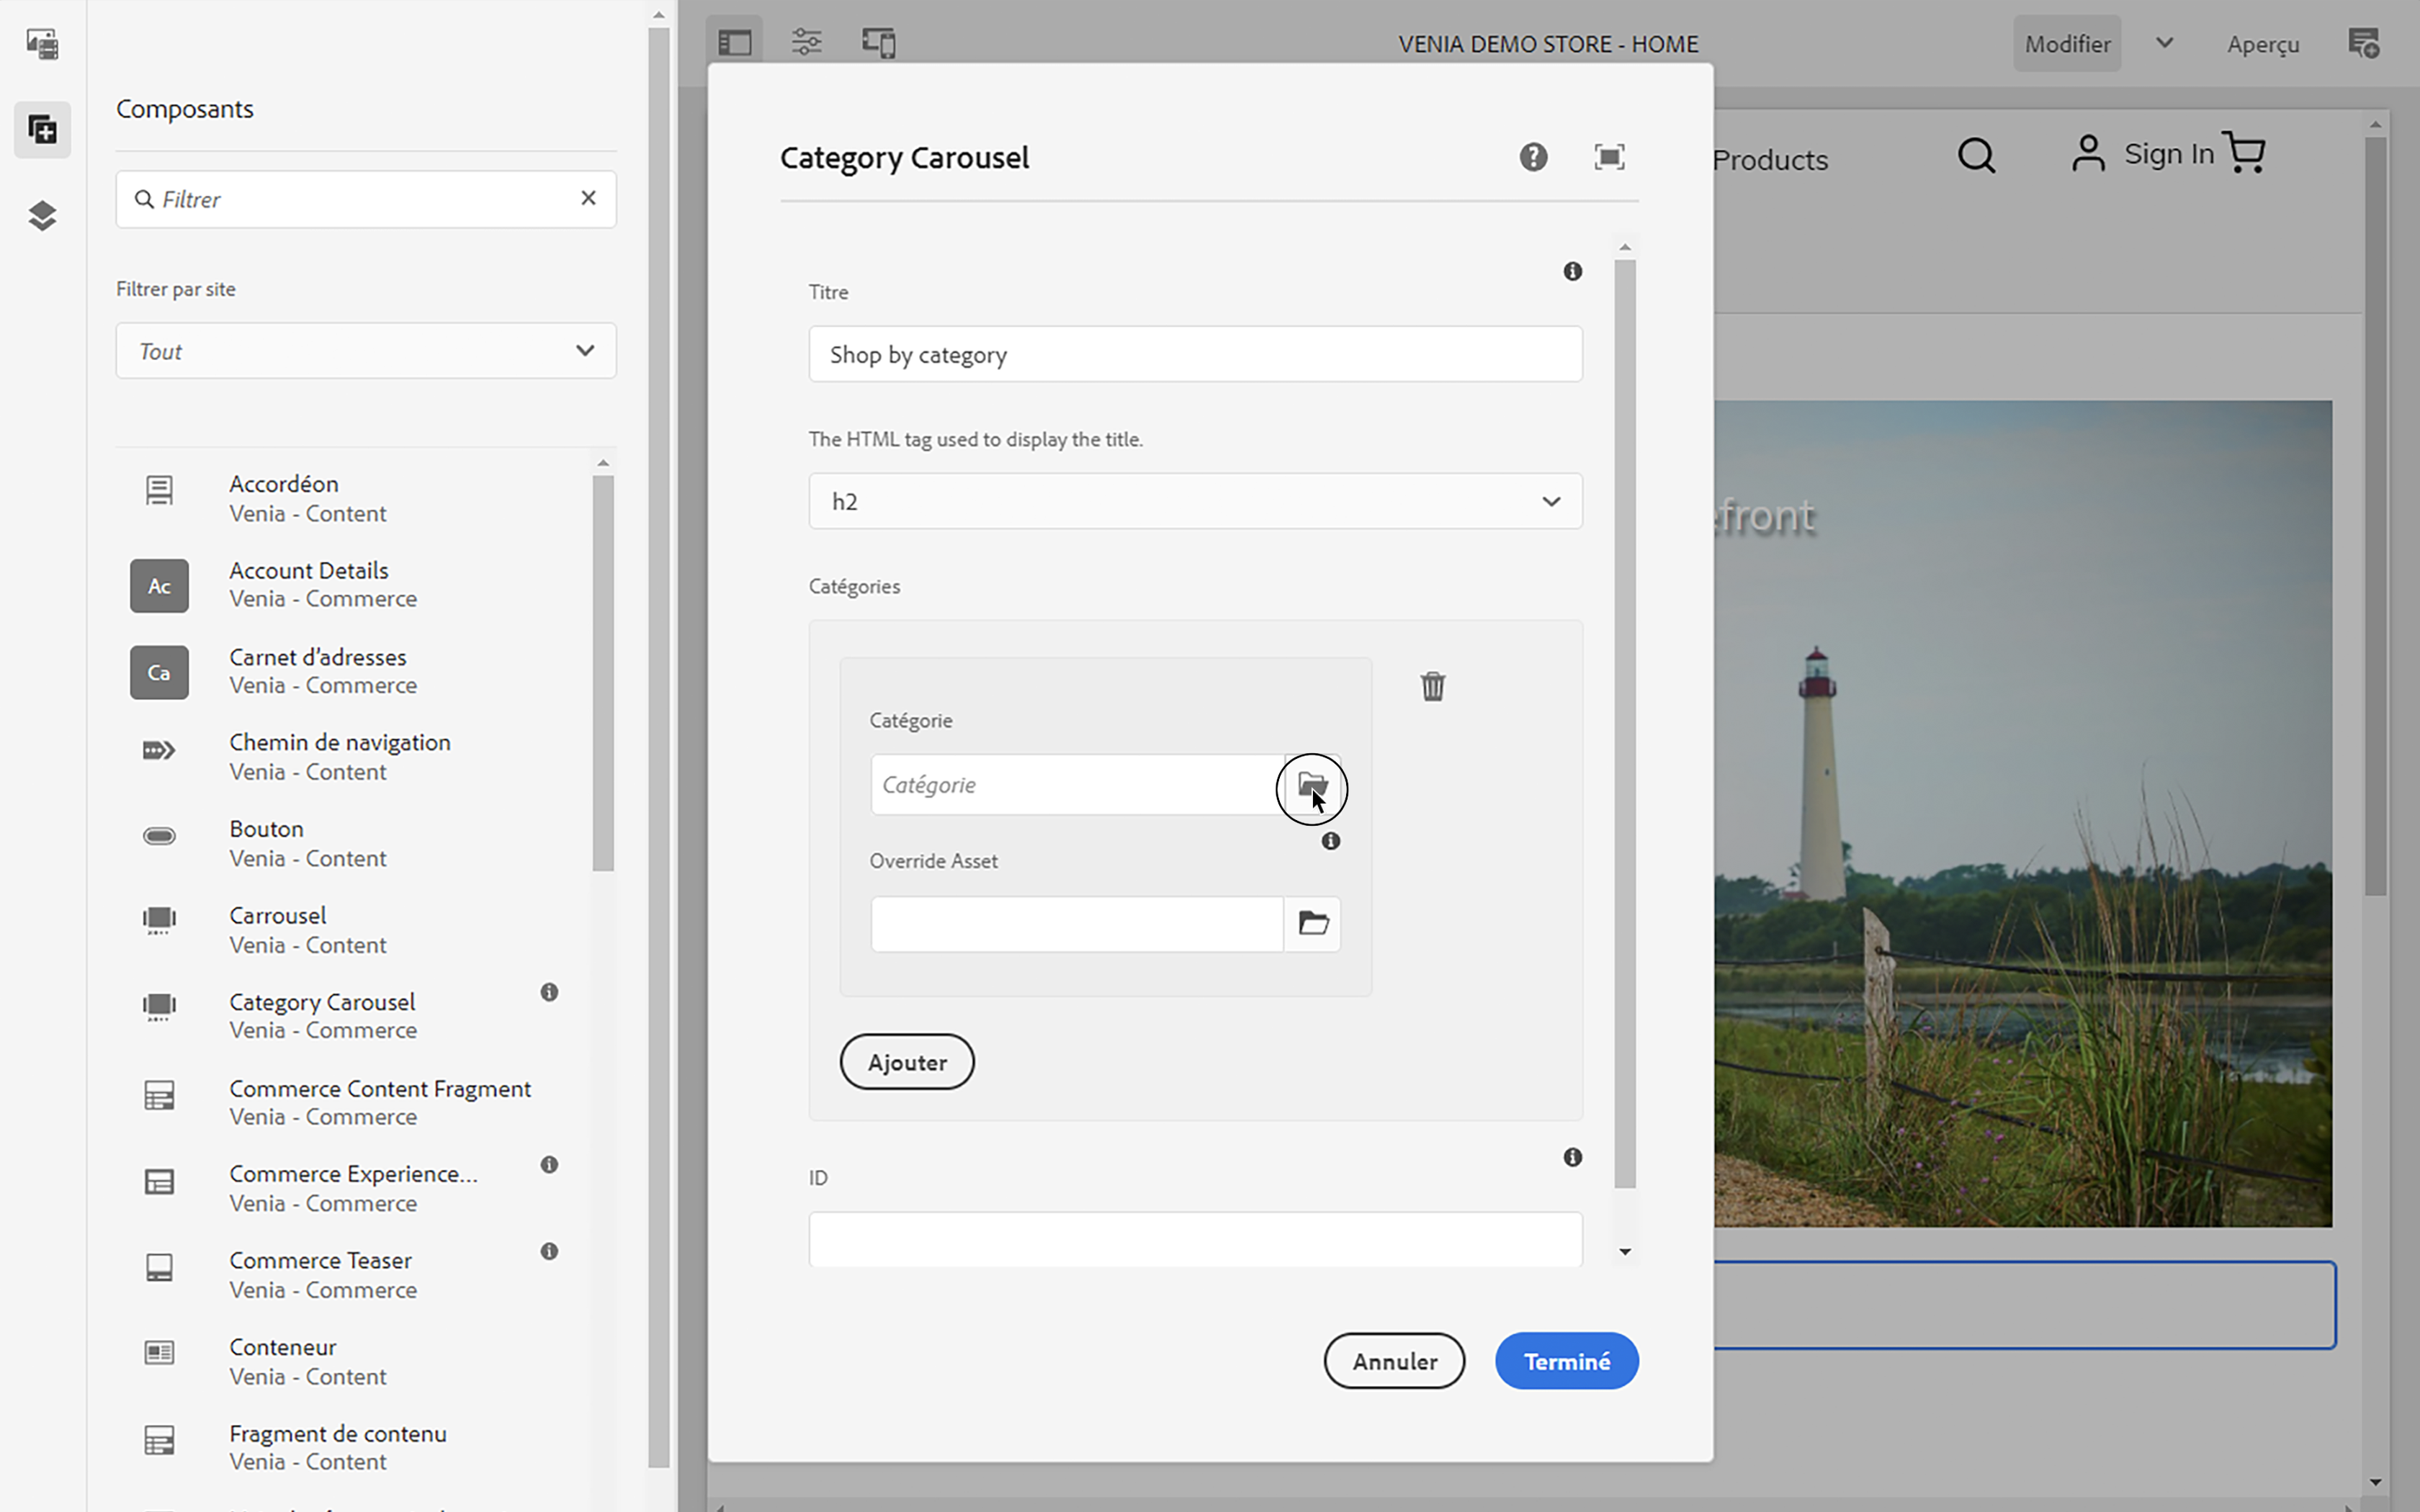 Composants
Filtrer
Filtrer par site
Tout
Accordéon
Venia - Content
Ac
Account Details
Venia - Commerce
Ca
Carnet d'adresses
Venia - Commerce
Chemin de navigation
Venia - Content
Bouton
Venia - Content
Carrousel
Venia - Content
Category Carousel
Venia - Commerce
Commerce Content Fragment
Venia - Commerce
Commerce Experience...
Venia - Commerce
Commerce Teaser
Venia - Commerce
Conteneur
Venia - Content
Fragment de contenu
Venia - Content
VENIA DEMO STORE - HOME
Modifier
Aperçu
Category Carousel
Titre
Shop by category
The HTML tag used to display the title.
h2
Catégories
Catégorie
Catégorie
Override Asset
Ajouter
ID
Annuler
Terminé
Products
Sign In
efront